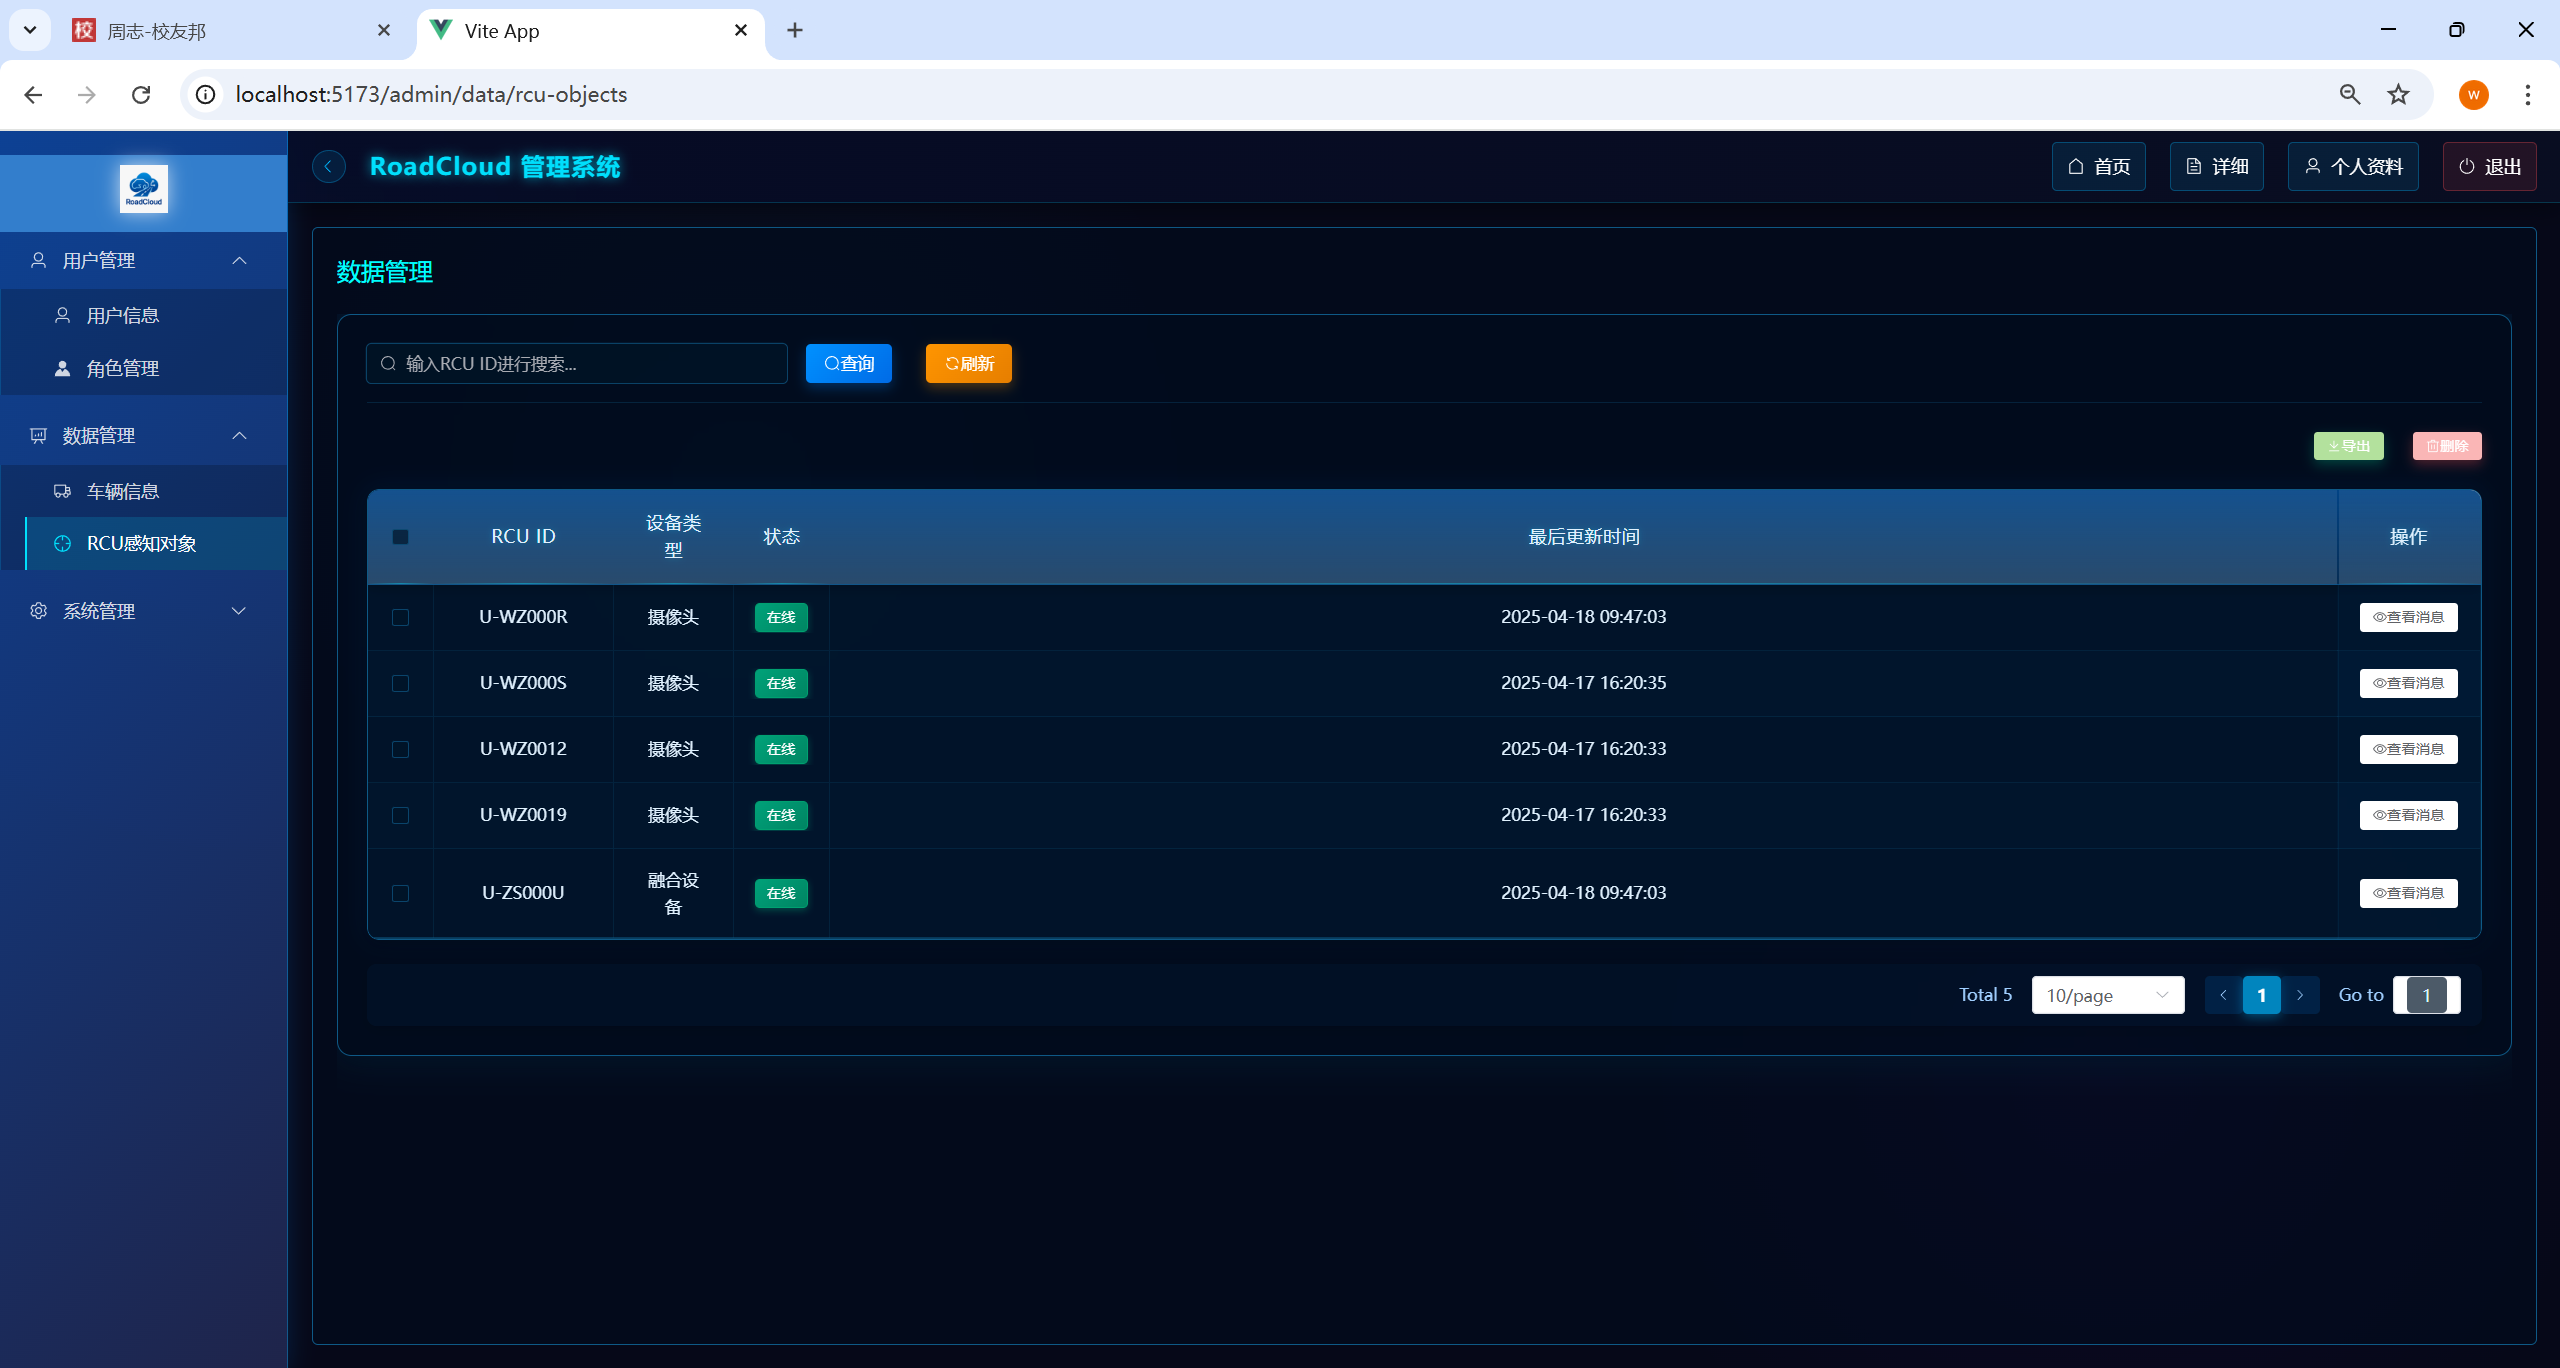 校 周志-校友邦
Vite App
localhost:5173/admin/data/rcu-objects
W
RoadCloud
RoadCloud 管理系统
首页
详细
个人资料
退出
用户管理
用户信息
角色管理
数据管理
车辆信息
RCU感知对象
系统管理
数据管理
输入RCU ID进行搜索...
查询
刷新
导出
删除
RCU ID 设备类型 状态 最后更新时间 操作
U-WZ000R 摄像头 在线 2025-04-18 09:47:03 查看消息
U-WZ000S 摄像头 在线 2025-04-17 16:20:35 查看消息
U-WZ0012 摄像头 在线 2025-04-17 16:20:33 查看消息
U-WZ0019 摄像头 在线 2025-04-17 16:20:33 查看消息
U-ZS000U 融合设备 在线 2025-04-18 09:47:03 查看消息
Total 5 10/page 1 Go to 1